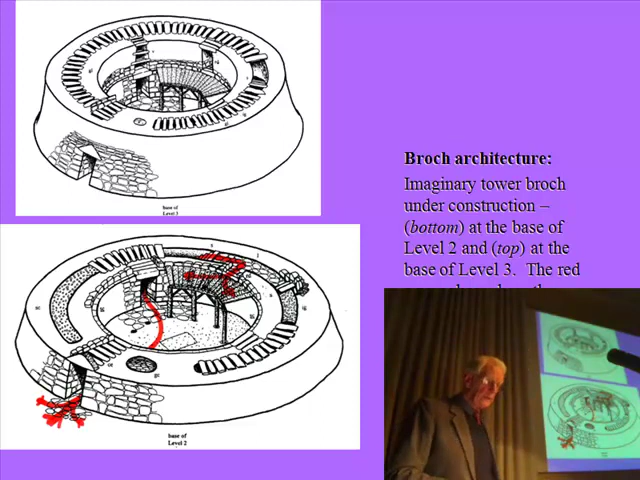 base of
Level 3
Broch architecture:
Imaginary tower broch
under construction –
(bottom) at the base of
Level 2 and (top) at the
base of Level 3. The red
base of
Level 2